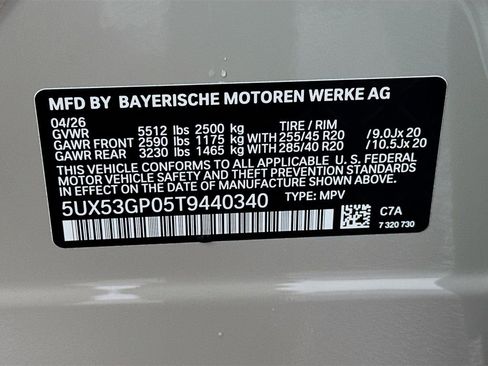 MFD BY BAYERISCHE MOTOREN WERKE AG
04/26
GVWR 5512 lbs 2500 kg TIRE / RIM
GAWR FRONT 2590 lbs 1175 kg with 255/45 R20 /9.0Jx 20
GAWR REAR 3230 lbs 1465 kg with 285/40 R20 /10.5Jx 20
THIS VEHICLE CONFORMS TO ALL APPLICABLE U. S. FEDERAL
MOTOR VEHICLE SAFETY, BUMPER, AND THEFT PREVENTION
STANDARDS IN EFFECT ON THE DATE OF MANUFACTURE SHOWN ABOVE.
5UX53GP05T9440340 TYPE: MPV
C7A
7 320 730